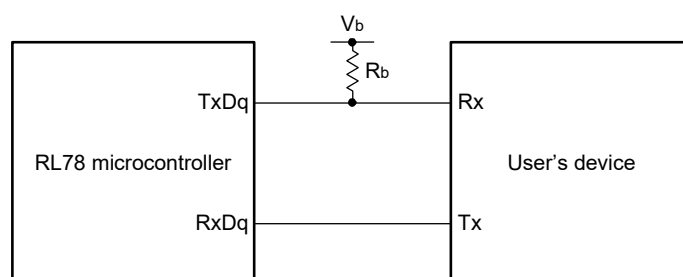 Vb
Rb
TxDq
Rx
RL78 microcontroller
User's device
RxDq
Tx